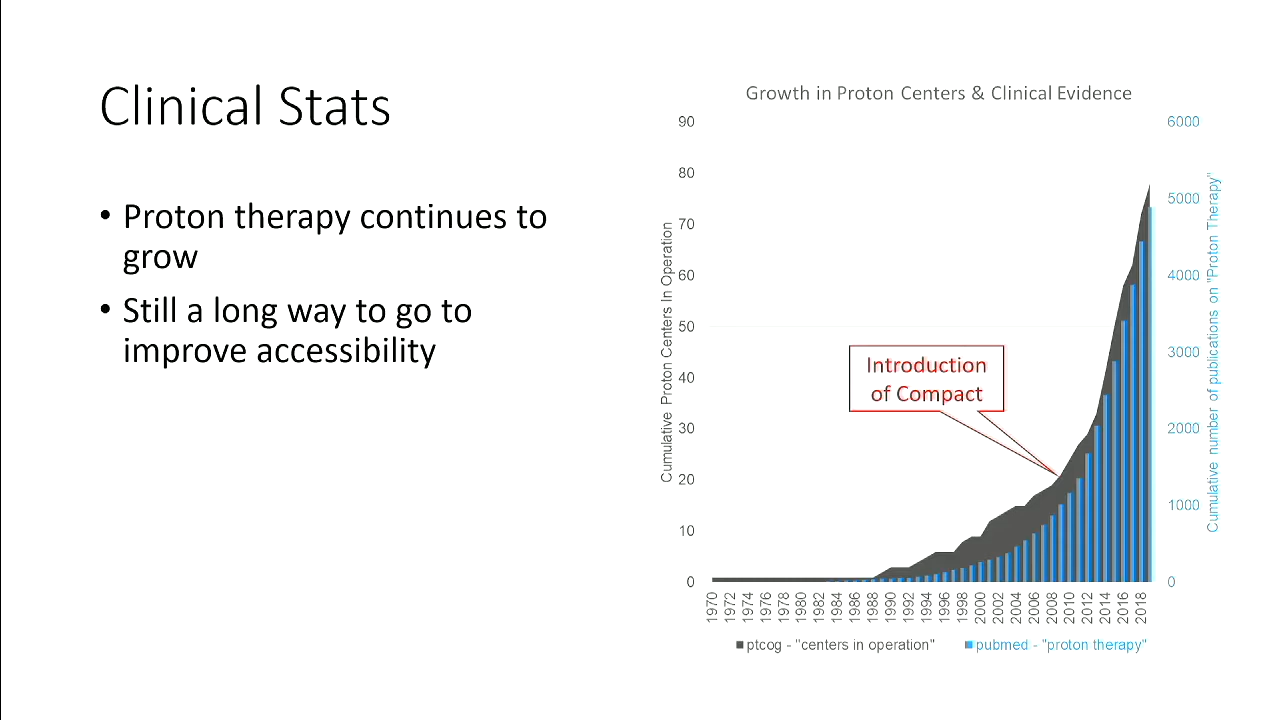 Clinical Stats
• Proton therapy continues to
grow
• Still a long way to go to
improve accessibility
Growth in Proton Centers & Clinical Evidence
Cumulative Proton Centers In Operation
90
80
70
60
50
40
30
20
10
0
Introduction
of Compact
6000
5000
4000
3000
2000
1000
0
Cumulative number of publications on "Proton Therapy"
1970 1972 1974 1976 1978 1980 1982 1984 1986 1988 1990 1992 1994 1996 1998 2000 2002 2004 2006 2008 2010 2012 2014 2016 2018
ptcog - "centers in operation" pubmed - "proton therapy"